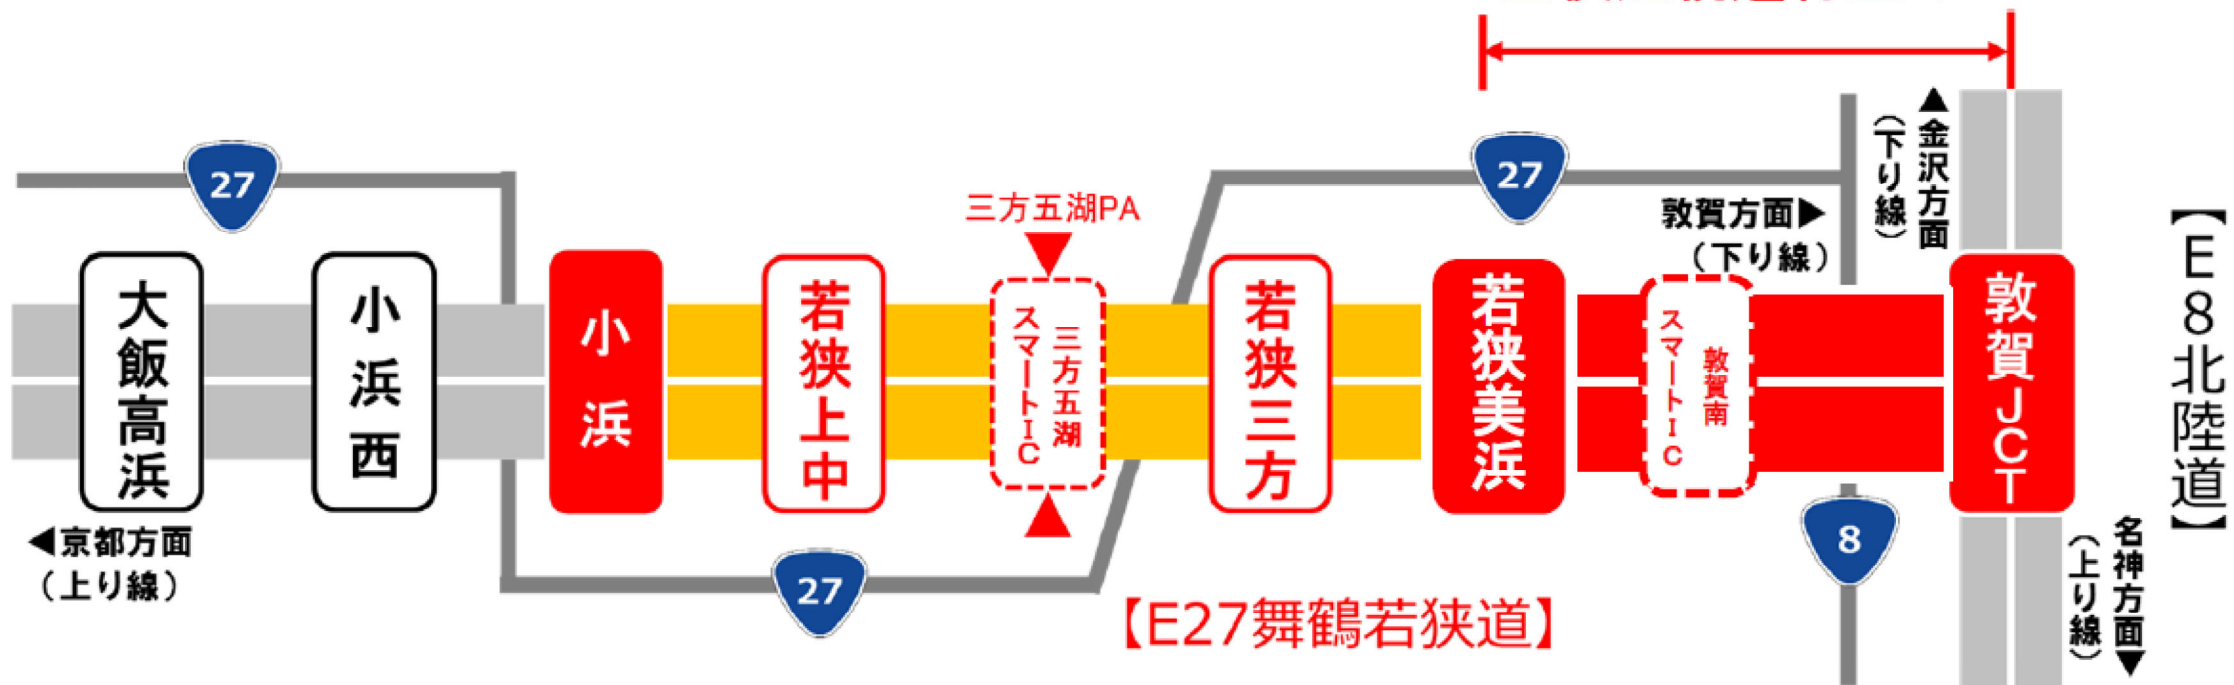 27
27
三方五湖PA
敦賀方面▶
（下り線）
▲金沢方面
（下り線）
大飯高浜
小浜西
小浜
若狭上中
三方五湖
スマートIC
若狭三方
若狭美浜
敦賀南
スマートIC
敦賀JCT
【E8北陸道】
◀京都方面
（上り線）
27
8
【E27舞鶴若狭道】
名神方面▼
（上り線）